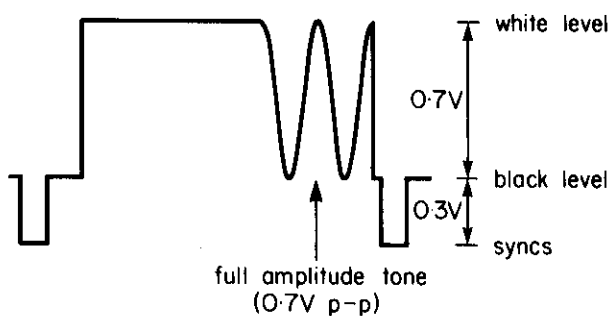 white level
0·7V
black level
0·3V
syncs
full amplitude tone
(0·7V p-p)